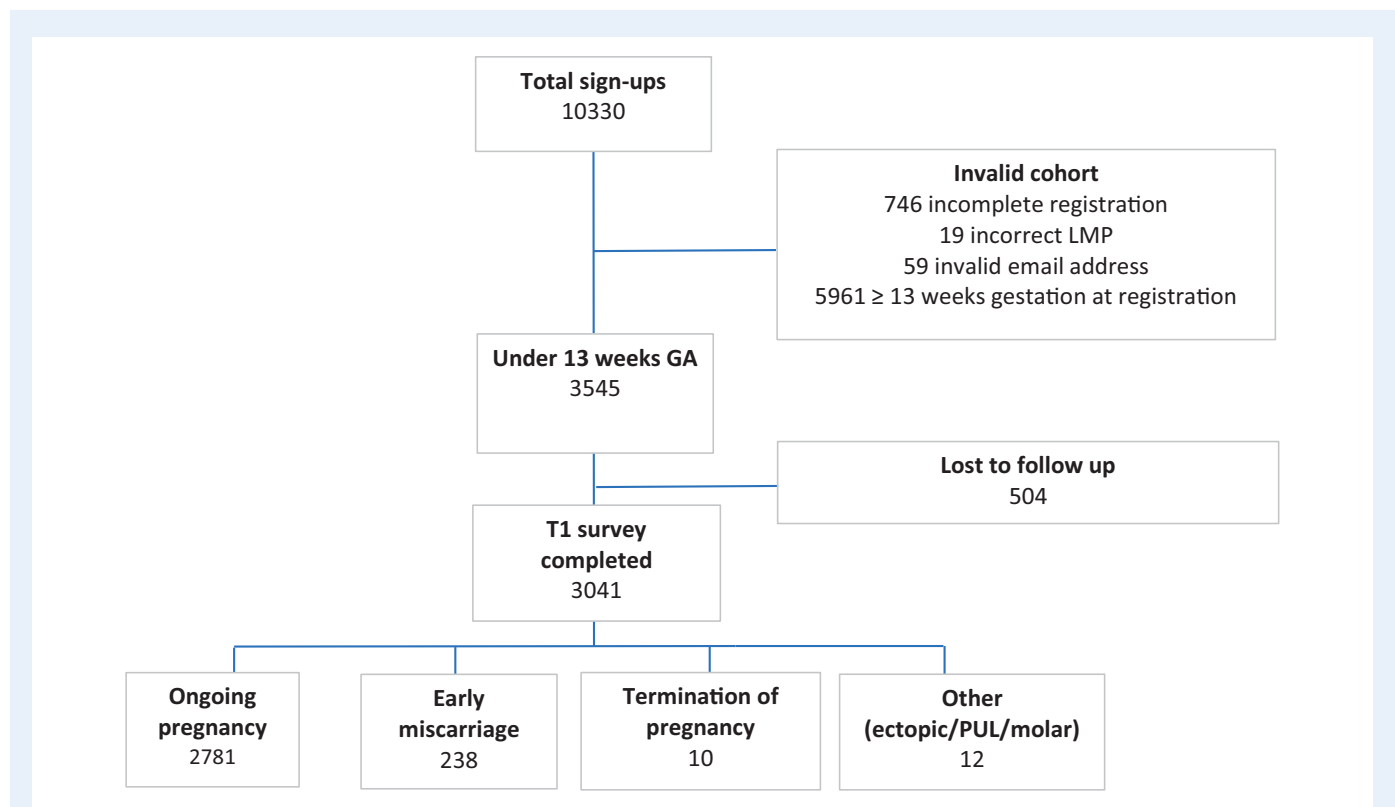 Total sign-ups
10330
Invalid cohort
746 incomplete registration
19 incorrect LMP
59 invalid email address
5961 ≥ 13 weeks gestation at registration
Under 13 weeks GA
3545
Lost to follow up
504
T1 survey
completed
3041
Ongoing
pregnancy
2781
Early
miscarriage
238
Termination of
pregnancy
10
Other
(ectopic/PUL/molar)
12